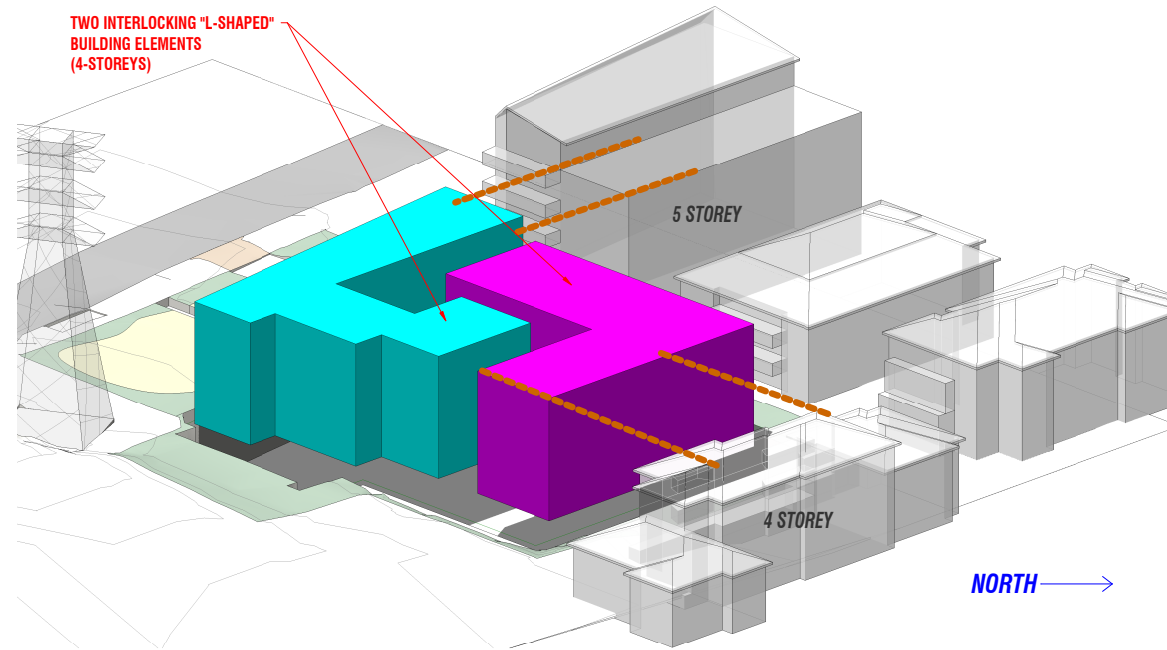 TWO INTERLOCKING "L-SHAPED"
BUILDING ELEMENTS
(4-STOREYS)
5 STOREY
4 STOREY
NORTH